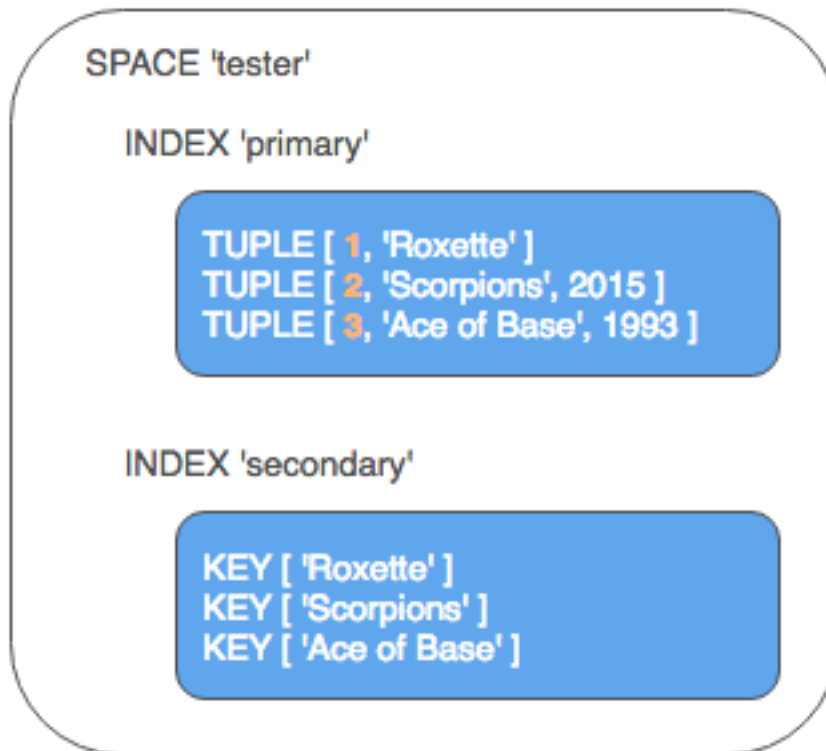 SPACE 'tester'
INDEX 'primary'
TUPLE [ 1, 'Roxette' ]
TUPLE [ 2, 'Scorpions', 2015 ]
TUPLE [ 3, 'Ace of Base', 1993 ]
INDEX 'secondary'
KEY [ 'Roxette' ]
KEY [ 'Scorpions' ]
KEY [ 'Ace of Base' ]